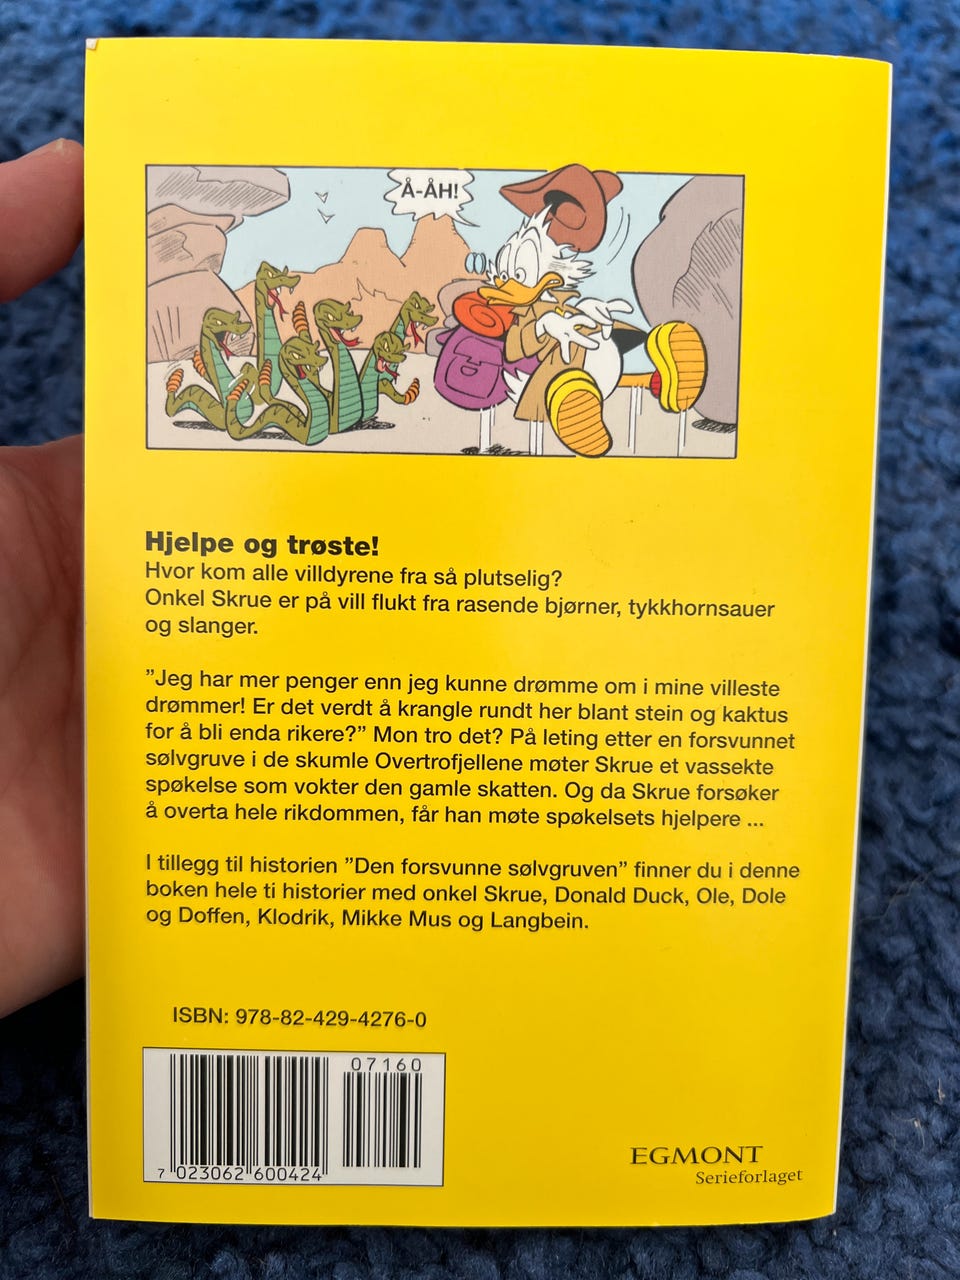 Å-ÅH!
Hjelpe og trøste!
Hvor kom alle villdyrene fra så plutselig?
Onkel Skrue er på vill flukt fra rasende bjørner, tykkhornsauer
og slanger.
”Jeg har mer penger enn jeg kunne drømme om i mine villeste
drømmer! Er det verdt å krangle rundt her blant stein og kaktus
for å bli enda rikere?” Mon tro det? På leting etter en forsvunnet
sølvgruve i de skumle Overtrofjellene møter Skrue et vassekte
spøkelse som vokter den gamle skatten. Og da Skrue forsøker
å overta hele rikdommen, får han møte spøkelsets hjelpere ...
I tillegg til historien ”Den forsvunne sølvgruven” finner du i denne
boken hele ti historier med onkel Skrue, Donald Duck, Ole, Dole
og Doffen, Klodrik, Mikke Mus og Langbein.
ISBN: 978-82-429-4276-0
07160
7 023062 600424
EGMONT
Serieforlaget